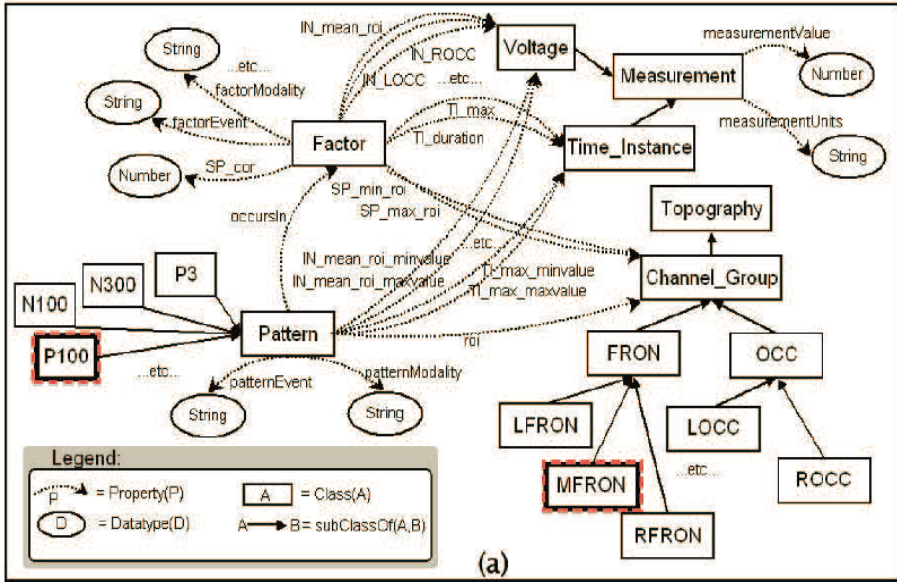 String
...etc...
factorModality
String
factorEvent
Number
SP_cor
Factor
IN_mean_roi
IN_ROCC
IN_LOCC
...etc...
TI_max
TI_duration
Voltage
Measurement
Time_Instance
measurementValue
Number
measurementUnits
String
occursIn
SP_min_roi
SP_max_roi
Topography
Channel_Group
IN_mean_roi_minvalue
IN_mean_roi_maxvalue
...etc...
TI_max_minvalue
TI_max_maxvalue
roi
P3
N300
N100
P100
...etc...
Pattern
patternEvent
patternModality
String
String
FRON
OCC
LFRON
LOCC
MFRON
...etc...
ROCC
RFRON
Legend:
P = Property(P)
A = Class(A)
D = Datatype(D)
A B= subClassOf(A,B)
(a)